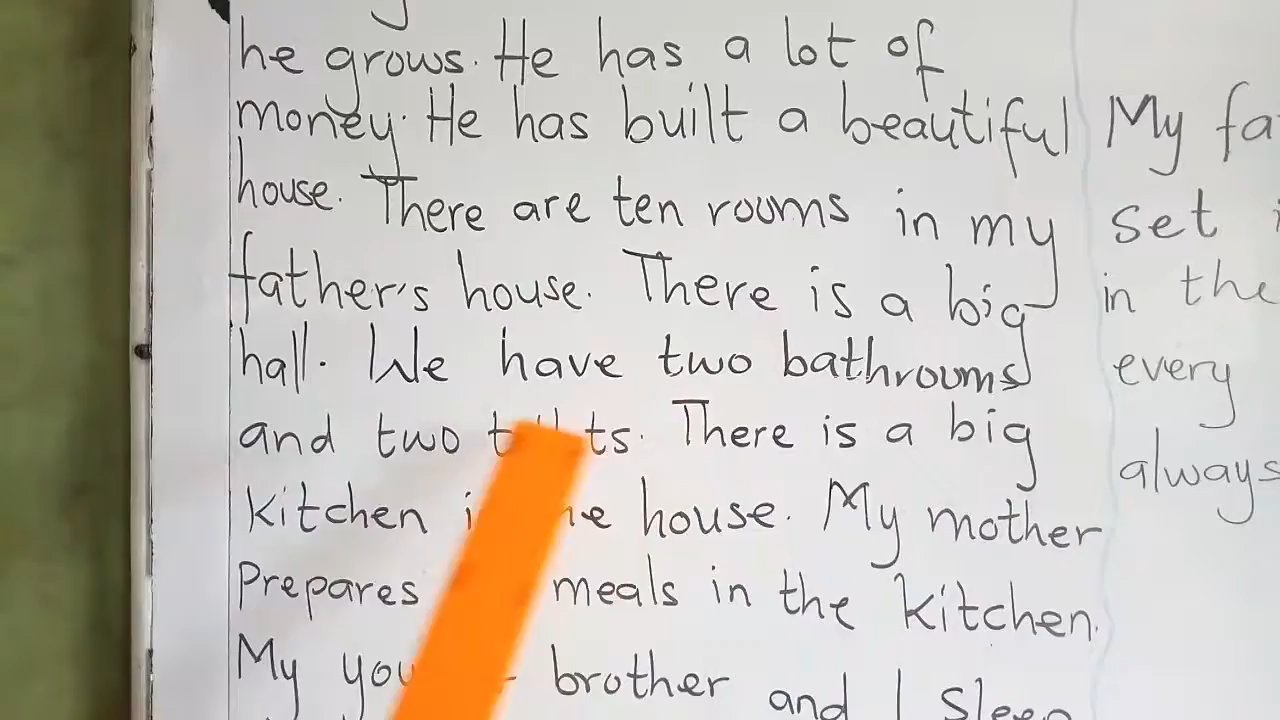 he grows. He has a lot of
money. He has built a beautiful
house. There are ten rooms in my
father's house. There is a big
hall. We have two bathrooms
and two There is a big
kitchen house. My mother
Prepares meals in the kitchen.
My brother and I sleep
My
set
in the
every
always